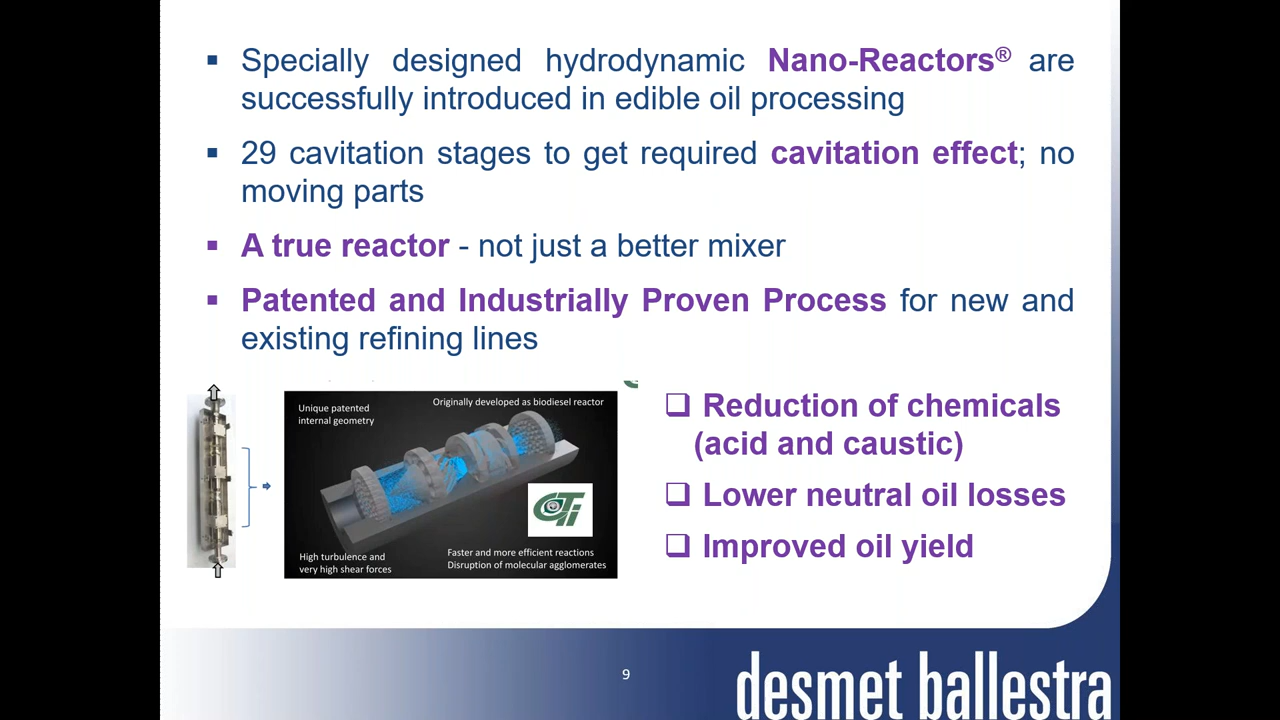 Specially designed hydrodynamic Nano-Reactors® are
successfully introduced in edible oil processing
29 cavitation stages to get required cavitation effect; no
moving parts
A true reactor - not just a better mixer
Patented and Industrially Proven Process for new and
existing refining lines
Unique patented
internal geometry
Originally developed as biodiesel reactor
CTi
High turbulence and
very high shear forces
Faster and more efficient reactions
Disruption of molecular agglomerates
Reduction of chemicals
(acid and caustic)
Lower neutral oil losses
Improved oil yield
9
desmet ballestra